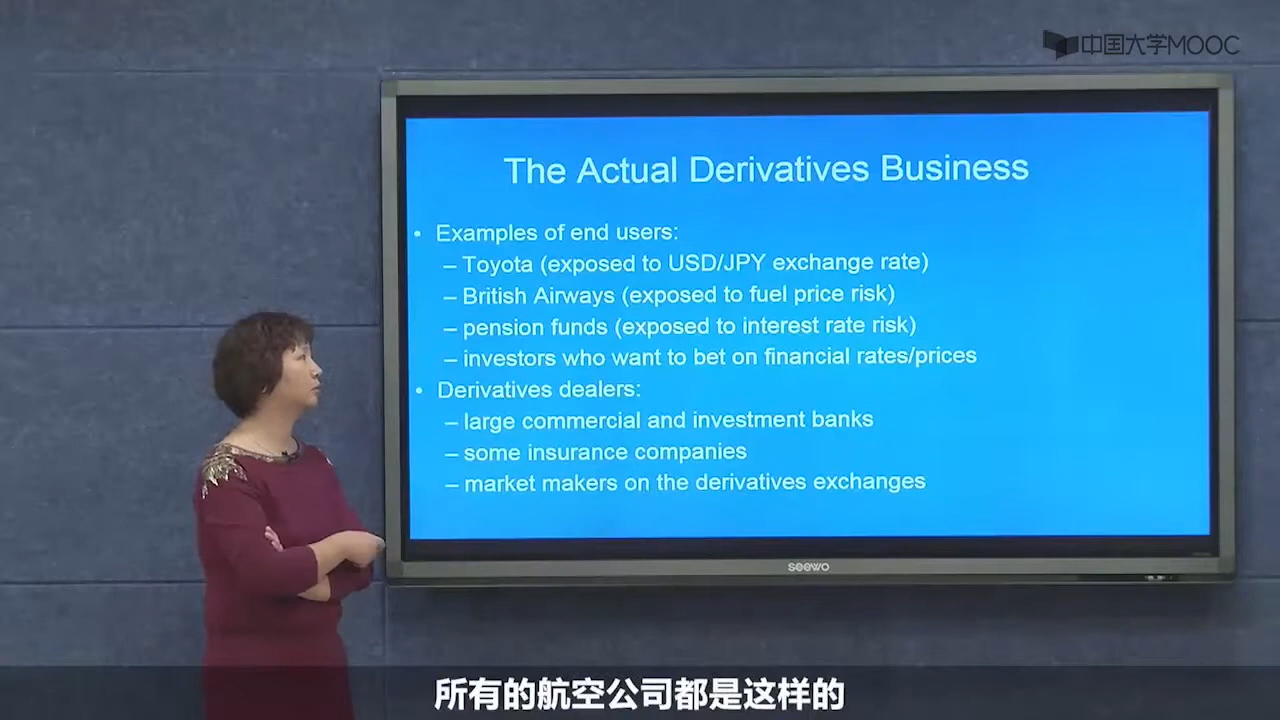 中国大学MOOC
The Actual Derivatives Business
• Examples of end users:
– Toyota (exposed to USD/JPY exchange rate)
– British Airways (exposed to fuel price risk)
– pension funds (exposed to interest rate risk)
– investors who want to bet on financial rates/prices
• Derivatives dealers:
– large commercial and investment banks
– some insurance companies
– market makers on the derivatives exchanges
seewo
所有的航空公司都是这样的